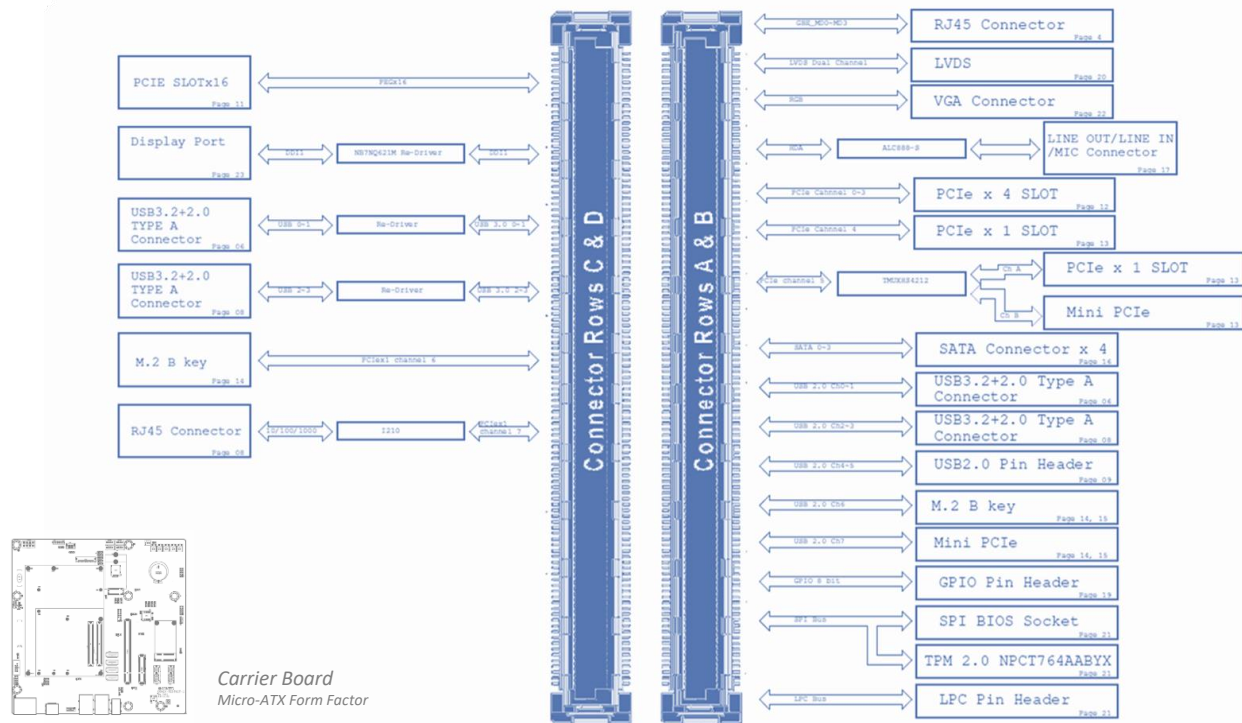 PCIE SLOTx16
Page 11
PEGx16
Display Port
Page 23
DDI1
NB7NQ621M Re-Driver
DDI1
USB3.2+2.0
TYPE A
Connector
Page 06
USB 0-1
Re-Driver
USB 3.0 0-1
USB3.2+2.0
TYPE A
Connector
Page 08
USB 2-3
Re-Driver
USB 3.0 2-3
M.2 B key
Page 14
PCIex1 channel 6
RJ45 Connector
Page 08
10/100/1000
I210
PCIex1
channel 7
Connector Rows C & D
Connector Rows A & B
GBE_MD0-MD3
RJ45 Connector
Page 4
LVDS Dual Channel
LVDS
Page 20
RGB
VGA Connector
Page 22
HDA
ALC888-S
LINE OUT/LINE IN
/MIC Connector
Page 17
PCIe Cannnel 0-3
PCIe x 4 SLOT
Page 12
PCIe Cannnel 4
PCIe x 1 SLOT
Page 13
PCIe channel 5
TMUXHS4212
Ch A
PCIe x 1 SLOT
Page 13
Ch B
Mini PCIe
Page 13
SATA 0-3
SATA Connector x 4
Page 16
USB 2.0 Ch0-1
USB3.2+2.0 Type A
Connector
Page 06
USB 2.0 Ch2-3
USB3.2+2.0 Type A
Connector
Page 08
USB 2.0 Ch4-5
USB2.0 Pin Header
Page 09
USB 2.0 Ch6
M.2 B key
Page 14, 15
USB 2.0 Ch7
Mini PCIe
Page 14, 15
GPIO 8 bit
GPIO Pin Header
Page 19
SPI Bus
SPI BIOS Socket
Page 21
TPM 2.0 NPCT764AABYX
Page 21
LPC Bus
LPC Pin Header
Page 21
Carrier Board
Micro-ATX Form Factor